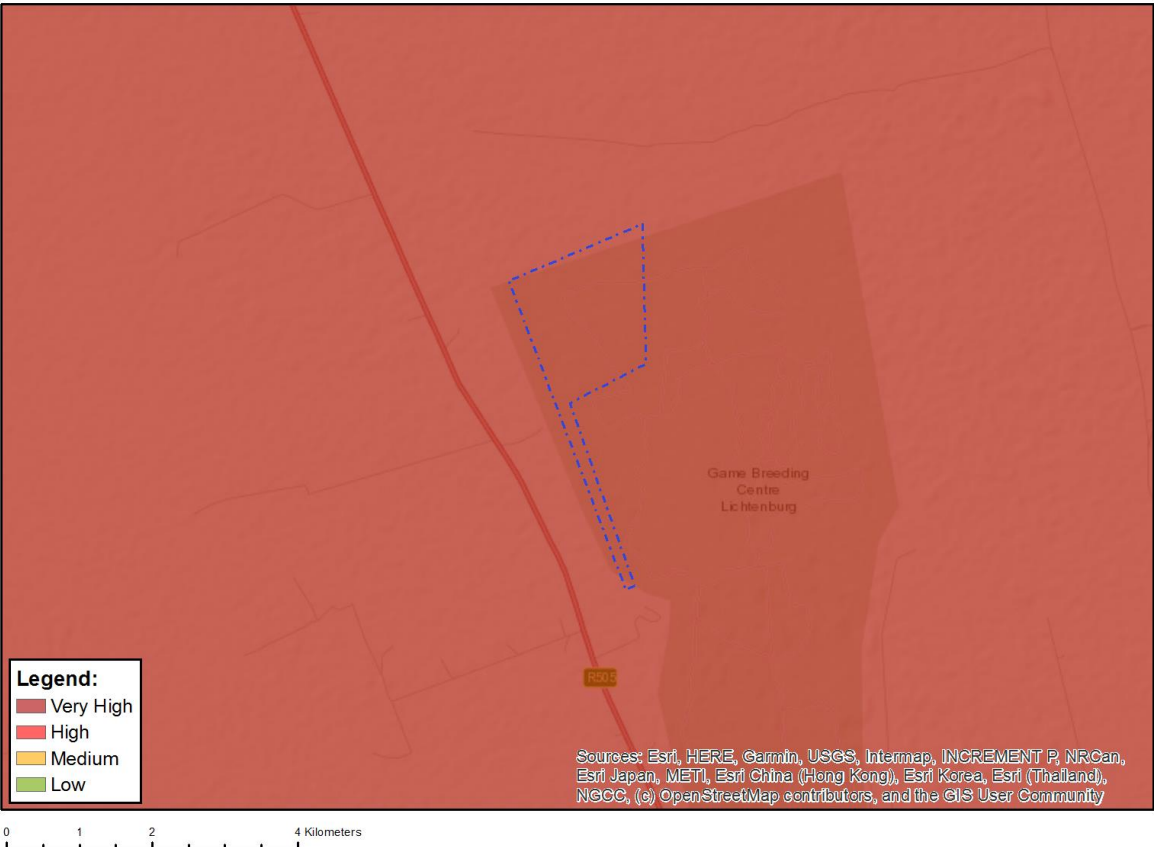 Game Breeding
Centre
Lichtenburg
R505
Legend:
Very High
High
Medium
Low
Sources: Esri, HERE, Garmin, USGS, Intermap, INCREMENT P, NRCan,
Esri Japan, METI, Esri China (Hong Kong), Esri Korea, Esri (Thailand),
NGCC, (c) OpenStreetMap contributors, and the GIS User Community
0 1 2 4 Kilometers